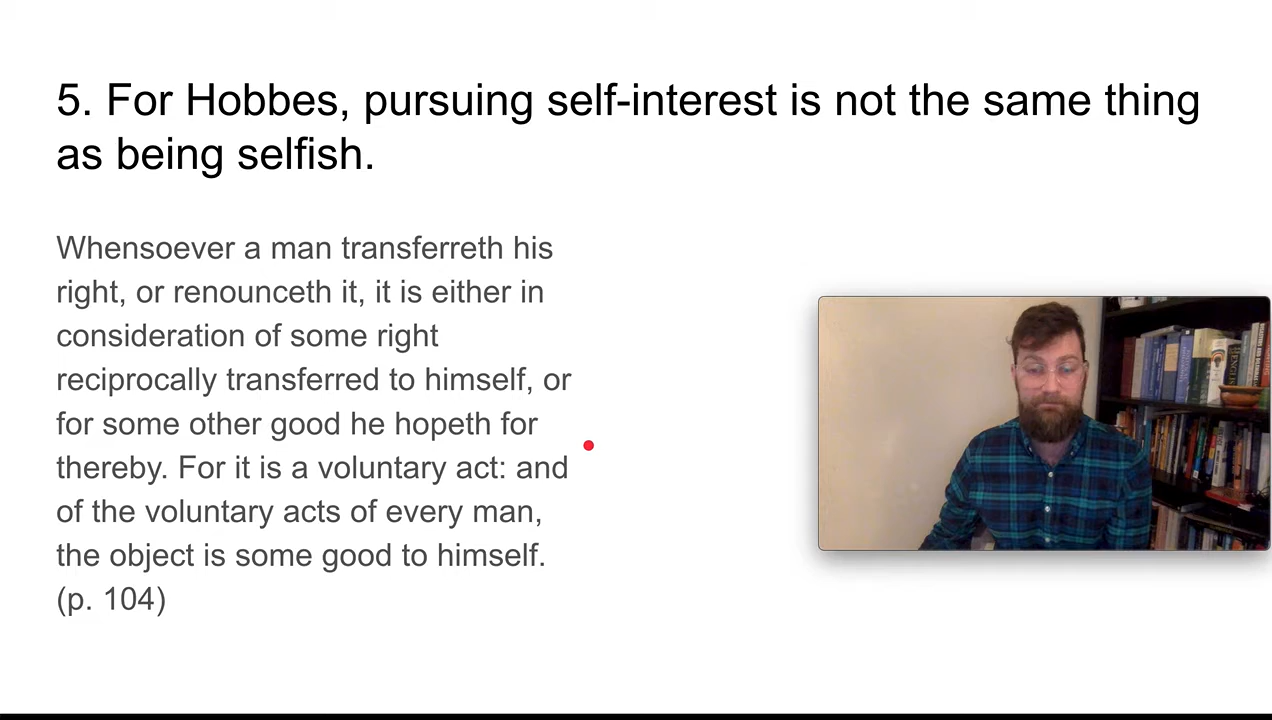 5. For Hobbes, pursuing self-interest is not the same thing
as being selfish.
Whensoever a man transferreth his
right, or renounceth it, it is either in
consideration of some right
reciprocally transferred to himself, or
for some other good he hopeth for
thereby. For it is a voluntary act: and
of the voluntary acts of every man,
the object is some good to himself.
(p. 104)